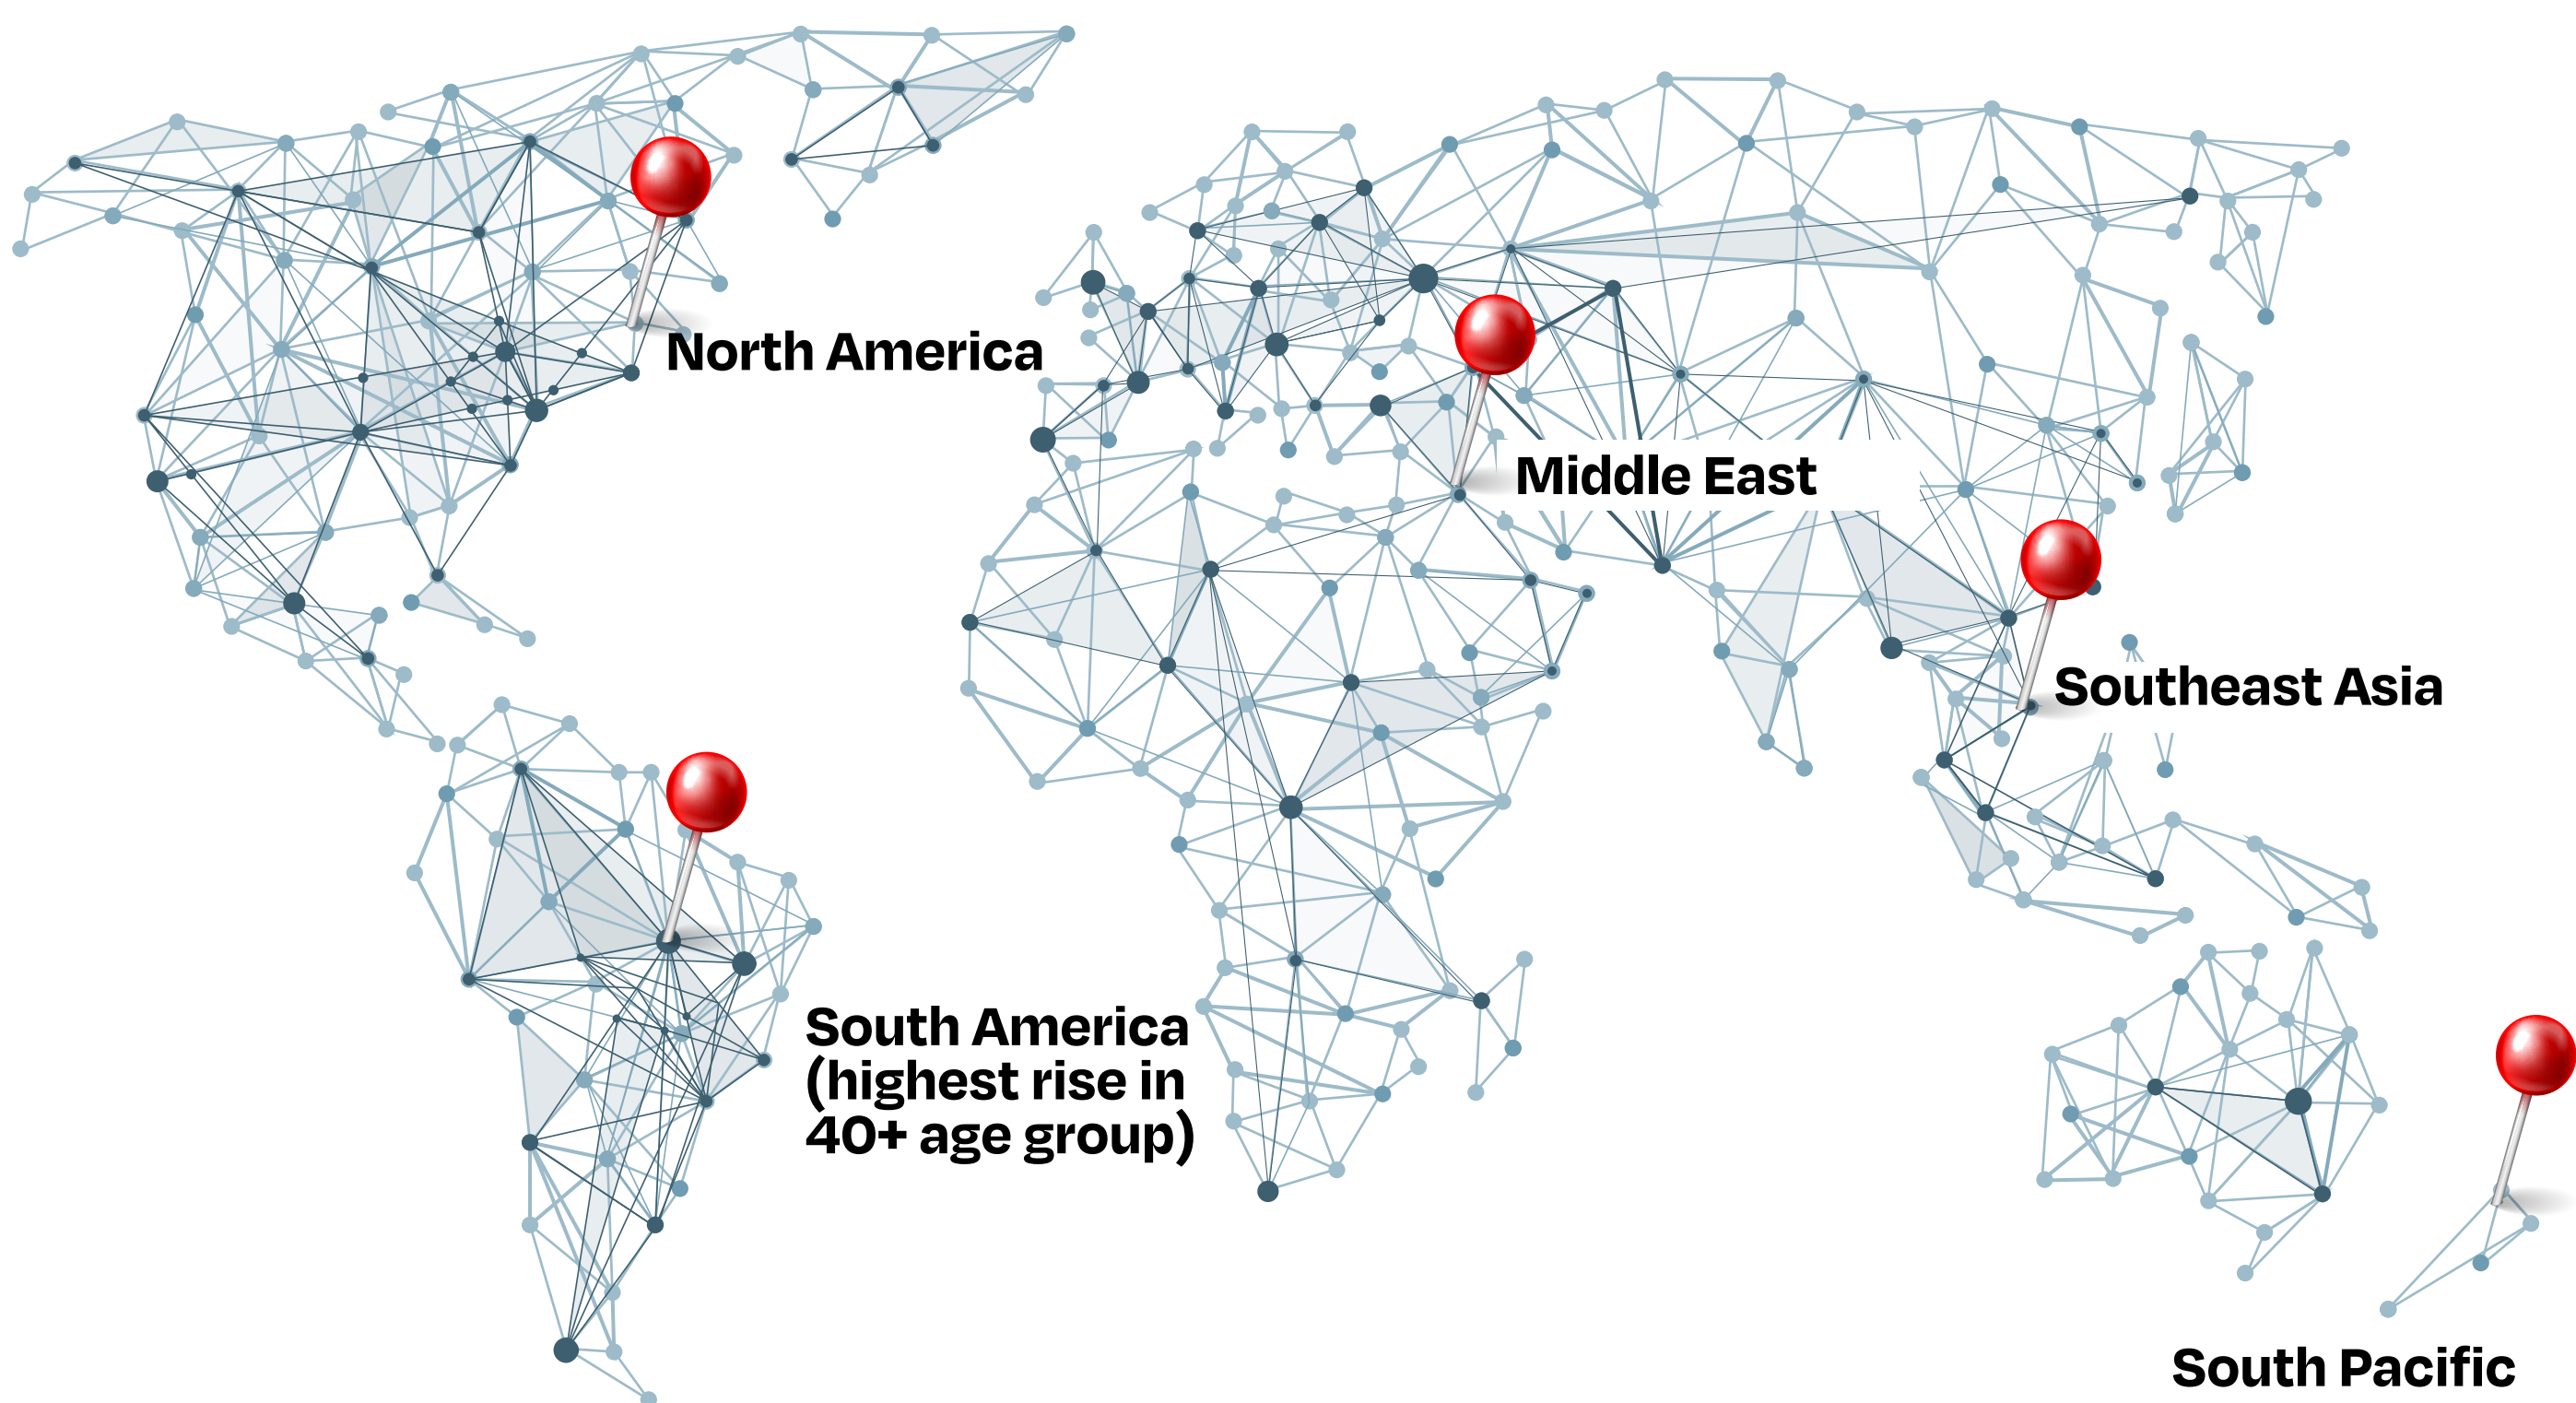 North America
Middle East
Southeast Asia
South America
(highest rise in
40+ age group)
South Pacific